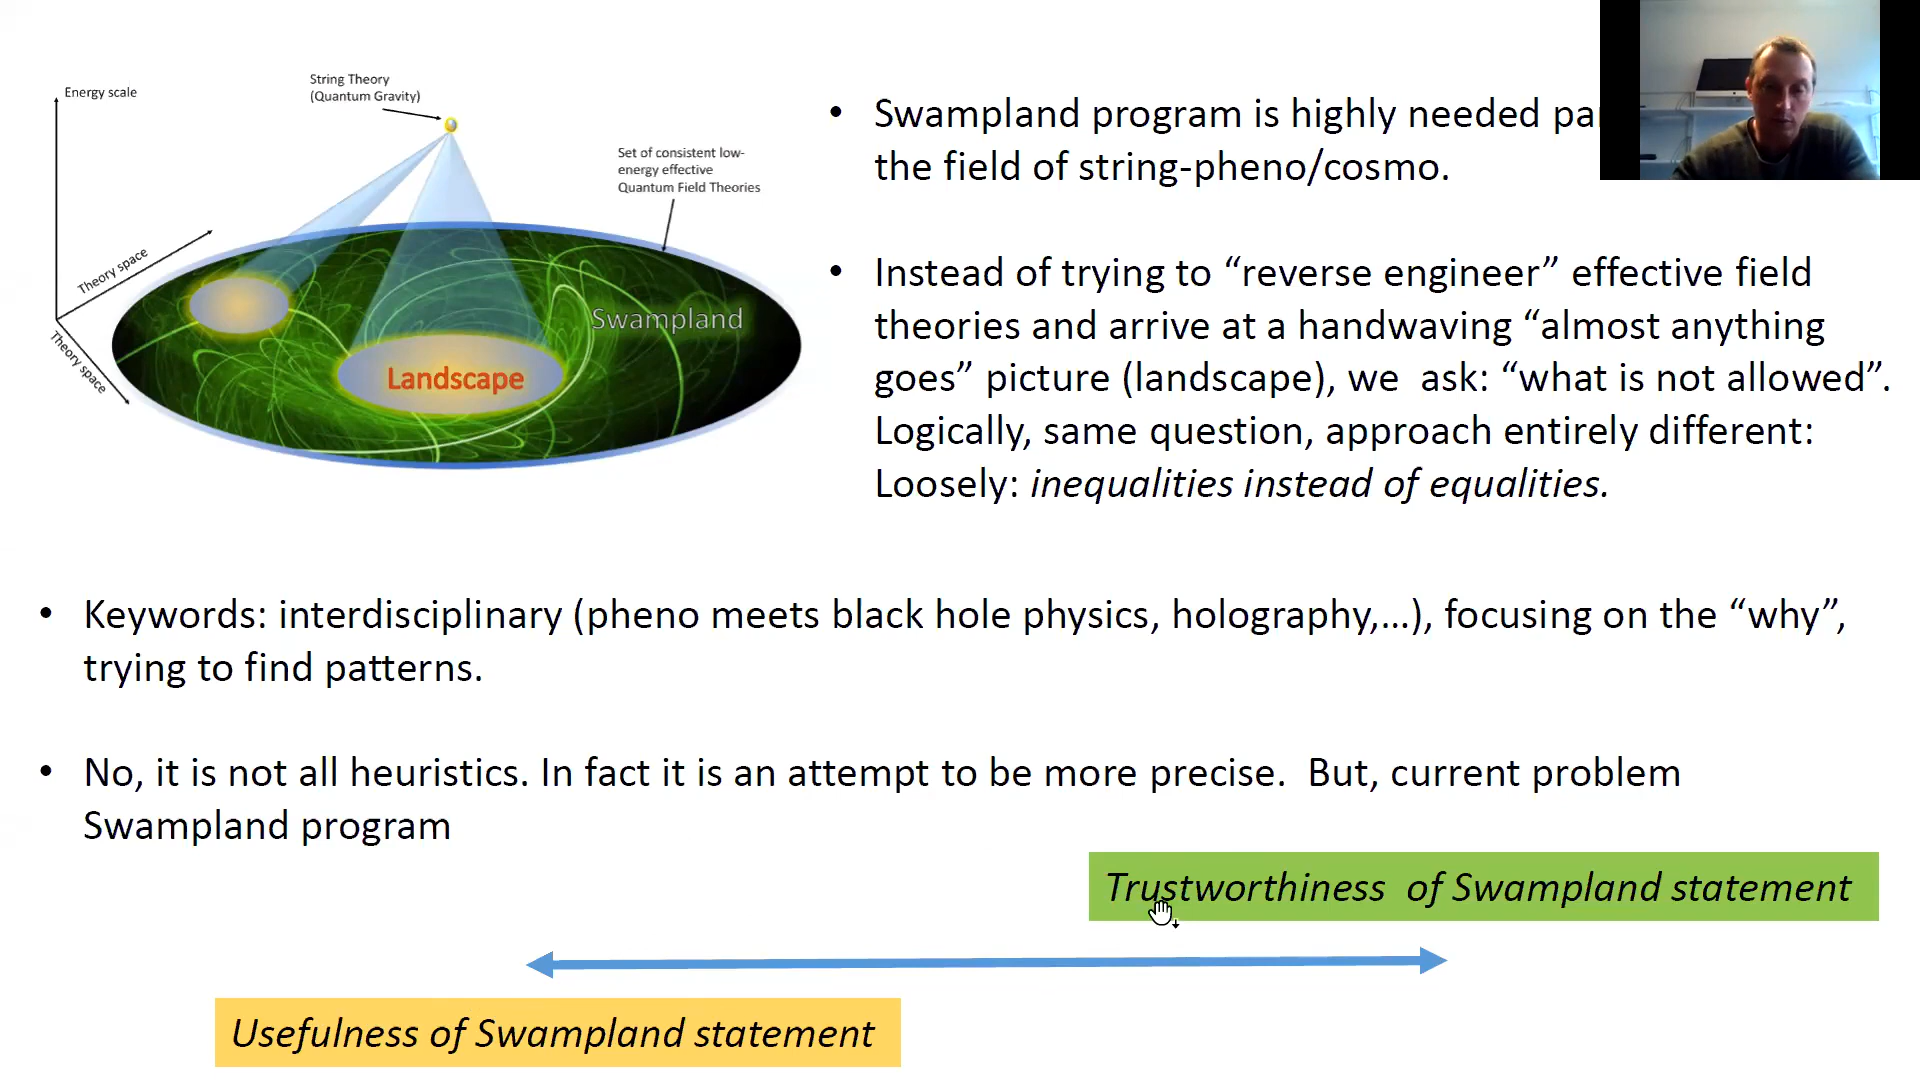 Energy scale
String Theory
(Quantum Gravity)
Set of consistent low-
energy effective
Quantum Field Theories
Theory space
Theory space
Swampland
Landscape
• Swampland program is highly needed
the field of string-pheno/cosmo.
• Instead of trying to “reverse engineer” effective field
theories and arrive at a handwaving “almost anything
goes” picture (landscape), we  ask: “what is not allowed”.
Logically, same question, approach entirely different:
Loosely: inequalities instead of equalities.
• Keywords: interdisciplinary (pheno meets black hole physics, holography,...), focusing on the “why”,
trying to find patterns.
• No, it is not all heuristics. In fact it is an attempt to be more precise.  But, current problem
Swampland program
Trustworthiness  of Swampland statement
Usefulness of Swampland statement